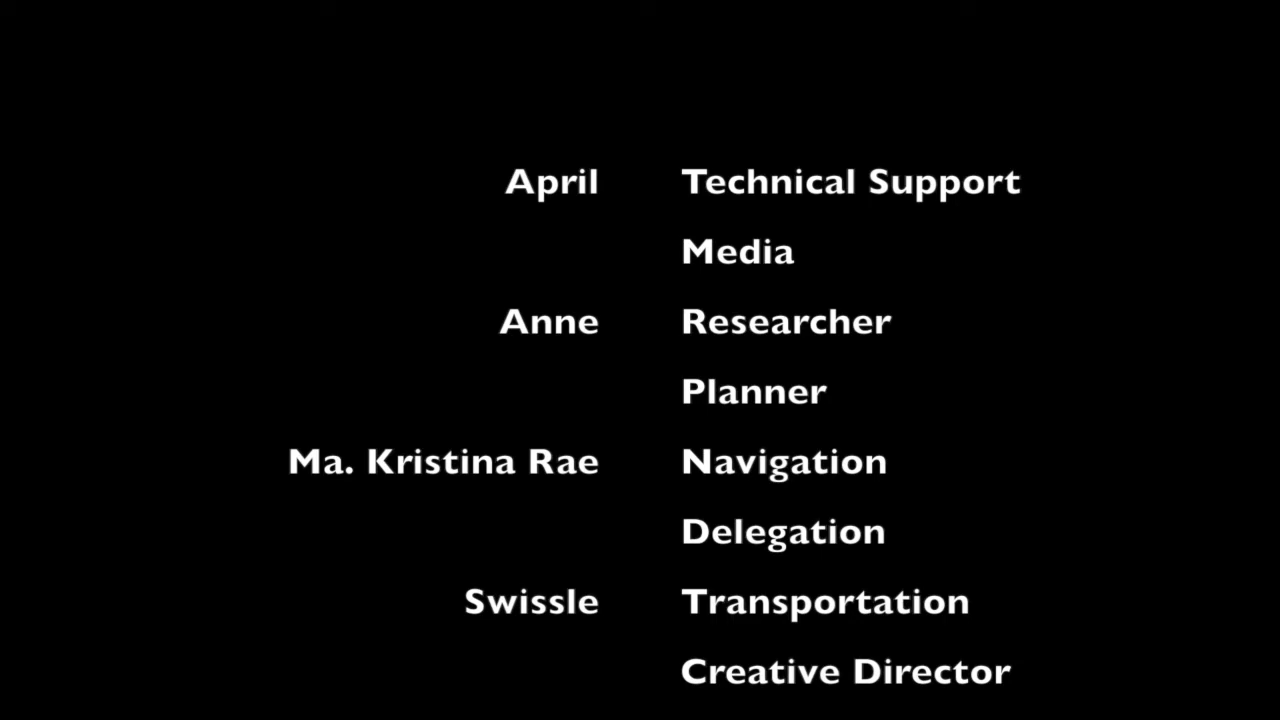 April Technical Support
Media
Anne Researcher
Planner
Ma. Kristina Rae Navigation
Delegation
Swissle Transportation
Creative Director